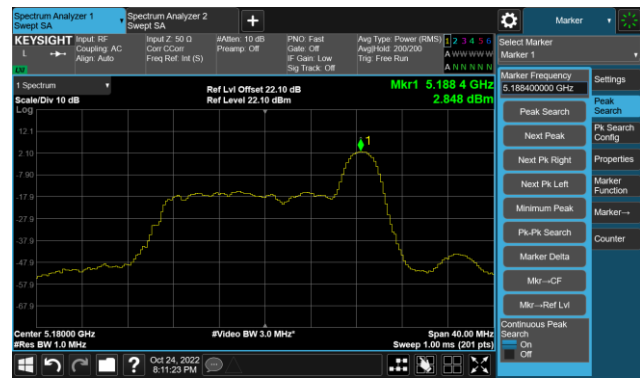 Spectrum Analyzer 1
Swept SA
Spectrum Analyzer 2
Swept SA
+
Marker
KEYSIGHT
L
Input: RF
Coupling: AC
Align: Auto
Input Z: 50 Ω
Corr CCorr
Freq Ref: Int (S)
#Atten: 10 dB
Preamp: Off
PNO: Fast
Gate: Off
IF Gain: Low
Sig Track: Off
Avg Type: Power (RMS)
Avg|Hold: 200/200
Trig: Free Run
1 2 3 4 5 6
A W W W W W
A N N N N N
Select Marker
Marker 1
1 Spectrum
Scale/Div 10 dB
Log
Ref Lvl Offset 22.10 dB
Ref Level 22.10 dBm
Mkr1 5.188 4 GHz
2.848 dBm
1
12.1
2.10
-7.90
-17.9
-27.9
-37.9
-47.9
-57.9
-67.9
Center 5.18000 GHz
#Res BW 1.0 MHz
#Video BW 3.0 MHz*
Span 40.00 MHz
Sweep 1.00 ms (201 pts)
Marker Frequency
5.188400000 GHz
Peak Search
Next Peak
Next Pk Right
Next Pk Left
Minimum Peak
Pk-Pk Search
Marker Delta
Mkr→CF
Mkr→Ref Lvl
Continuous Peak
Search
On
Off
Settings
Peak
Search
Pk Search
Config
Properties
Marker
Function
Marker→
Counter
?
Oct 24, 2022
8:11:23 PM